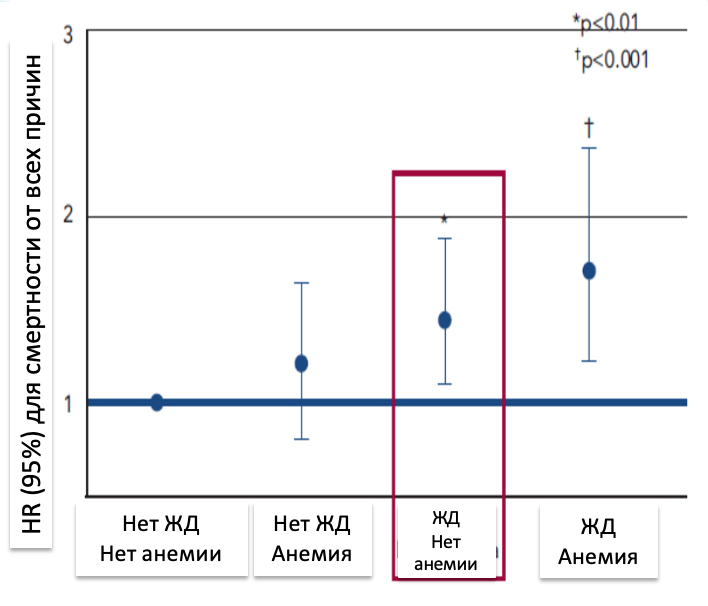 *p<0.01
†p<0.001
HR (95%) для смертности от всех причин
3
2
1
†
*
Нет ЖД
Нет анемии
Нет ЖД
Анемия
ЖД
Нет
анемии
ЖД
Анемия